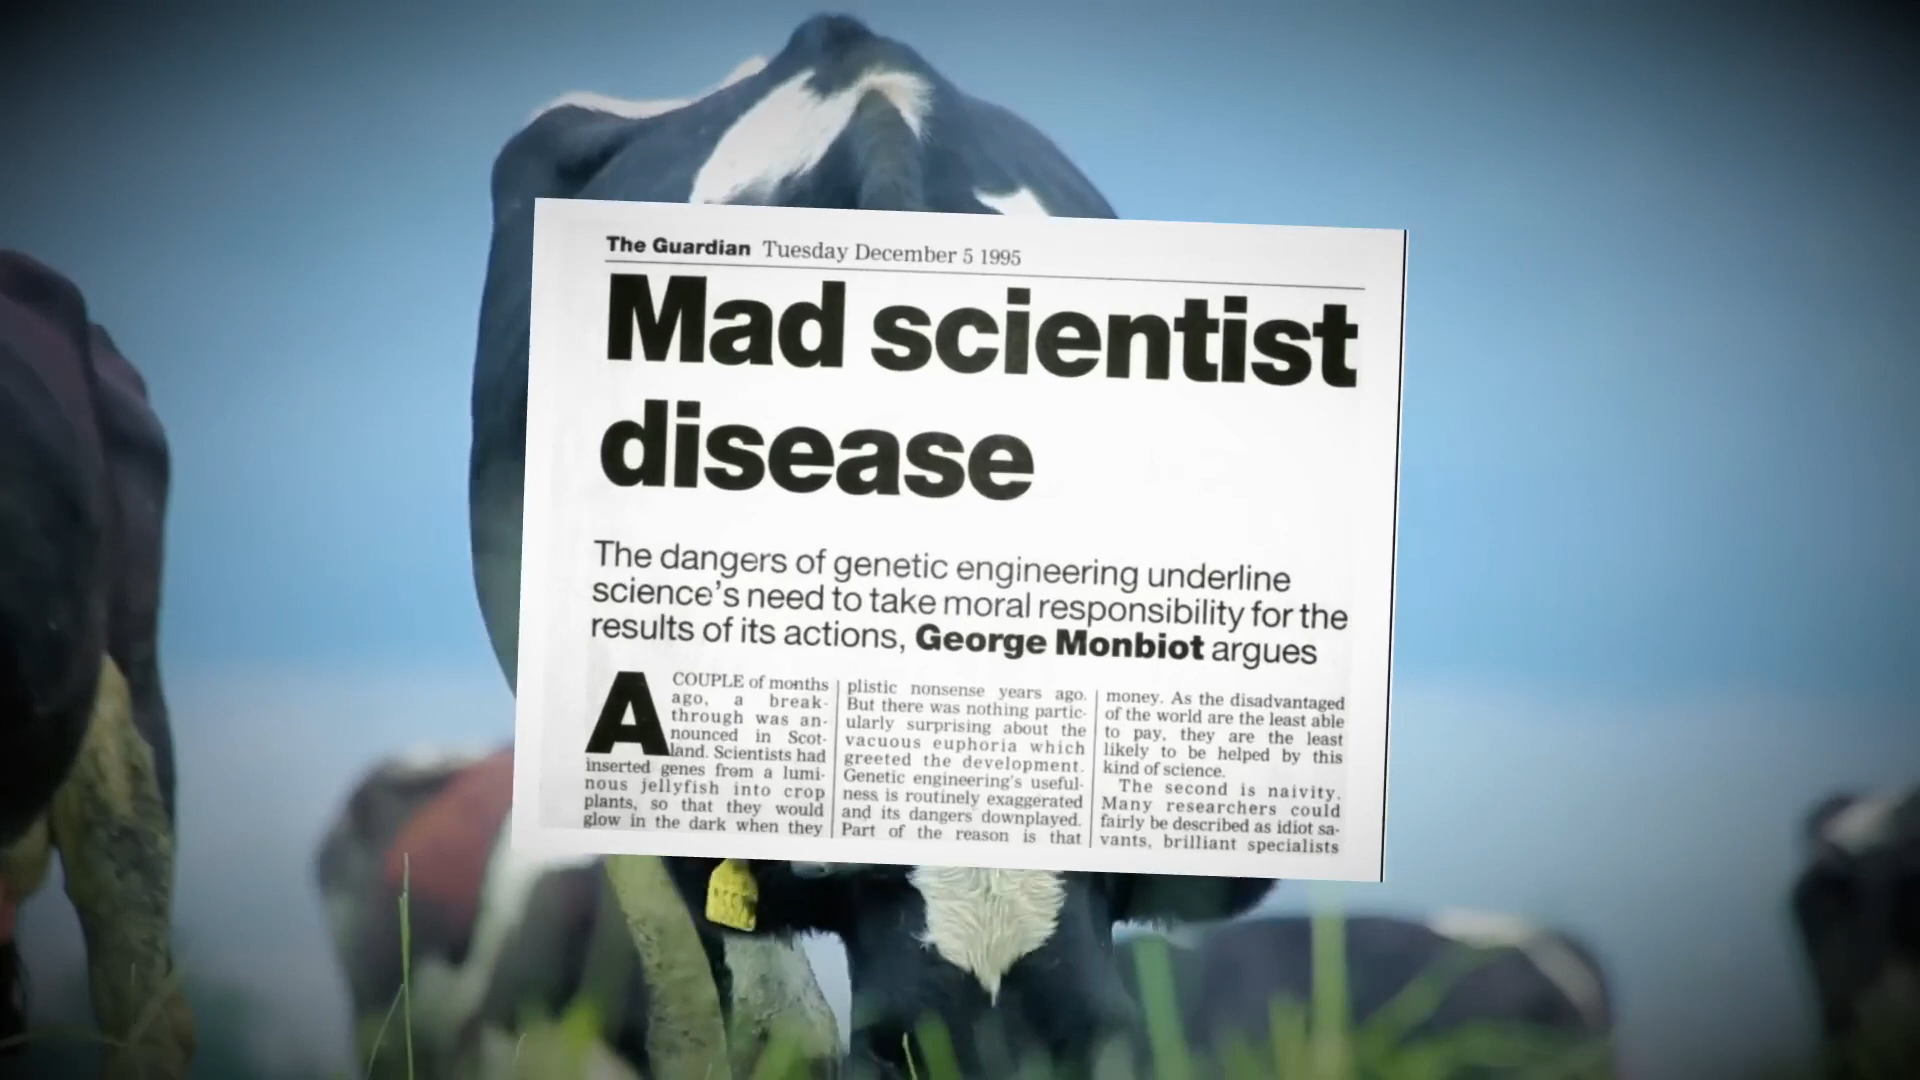 The Guardian Tuesday December 5 1995
Mad scientist
disease
The dangers of genetic engineering underline
science's need to take moral responsibility for the
results of its actions, George Monbiot argues
A COUPLE of months
ago, a break-
through was an-
nounced in Scot-
land. Scientists had
inserted genes from a lumi-
nous jellyfish into crop
plants, so that they would
glow in the dark when they
plistic nonsense years ago.
But there was nothing partic-
ularly surprising about the
vacuous euphoria which
greeted the development.
Genetic engineering's useful-
ness is routinely exaggerated
and its dangers downplayed.
Part of the reason is that
money. As the disadvantaged
of the world are the least able
to pay, they are the least
likely to be helped by this
kind of science.
The second is naivity.
Many researchers could
fairly be described as idiot sa-
vants, brilliant specialists